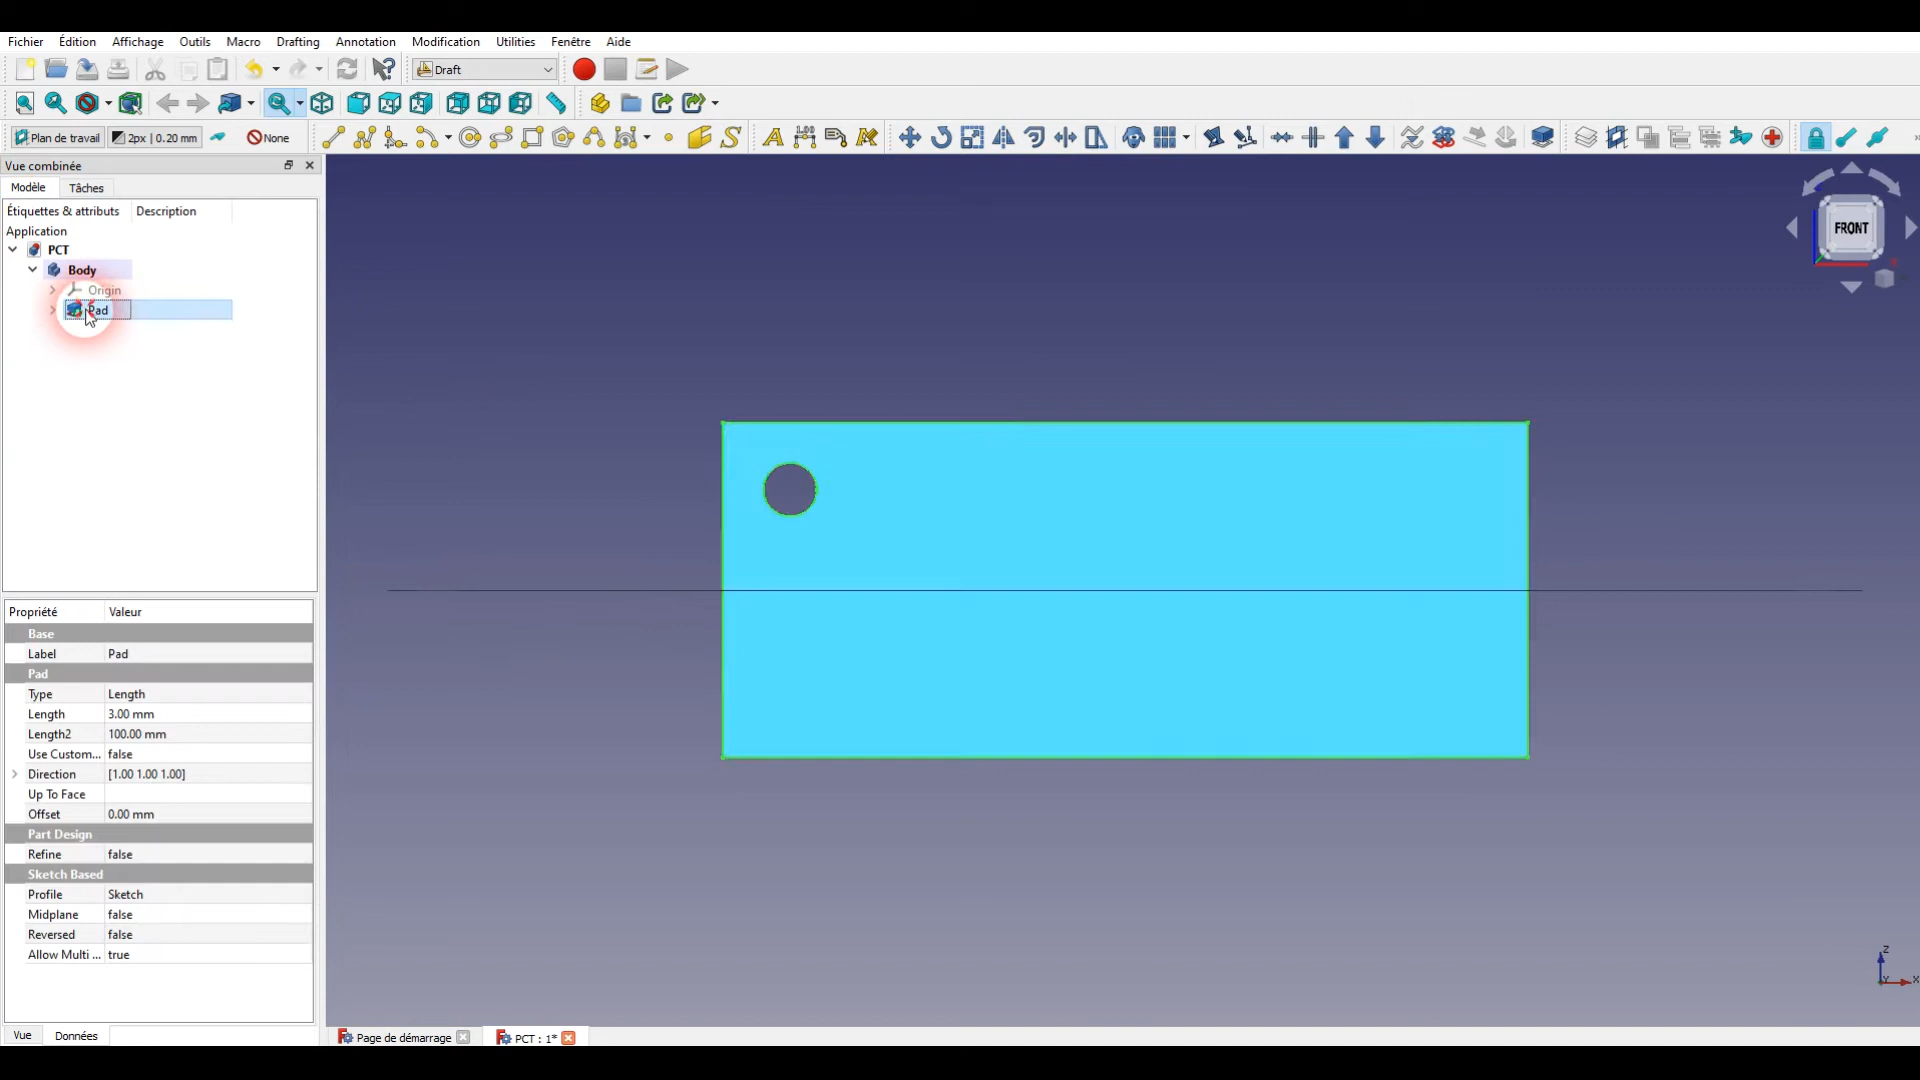 Fichier Édition Affichage Outils Macro Drafting Annotation Modification Utilities Fenêtre Aide
Draft
Plan de travail 2px | 0.20 mm None
Vue combinée
Modèle Tâches
Étiquettes & attributs Description
Application
PCT
Body
Origin
Pad
FRONT
Propriété Valeur
Base
Label Pad
Pad
Type Length
Length 3.00 mm
Length2 100.00 mm
Use Custom... false
Direction [1.00 1.00 1.00]
Up To Face
Offset 0.00 mm
Part Design
Refine false
Sketch Based
Profile Sketch
Midplane false
Reversed false
Allow Multi ... true
Z
Y X
Vue Données
Page de démarrage PCT : 1*